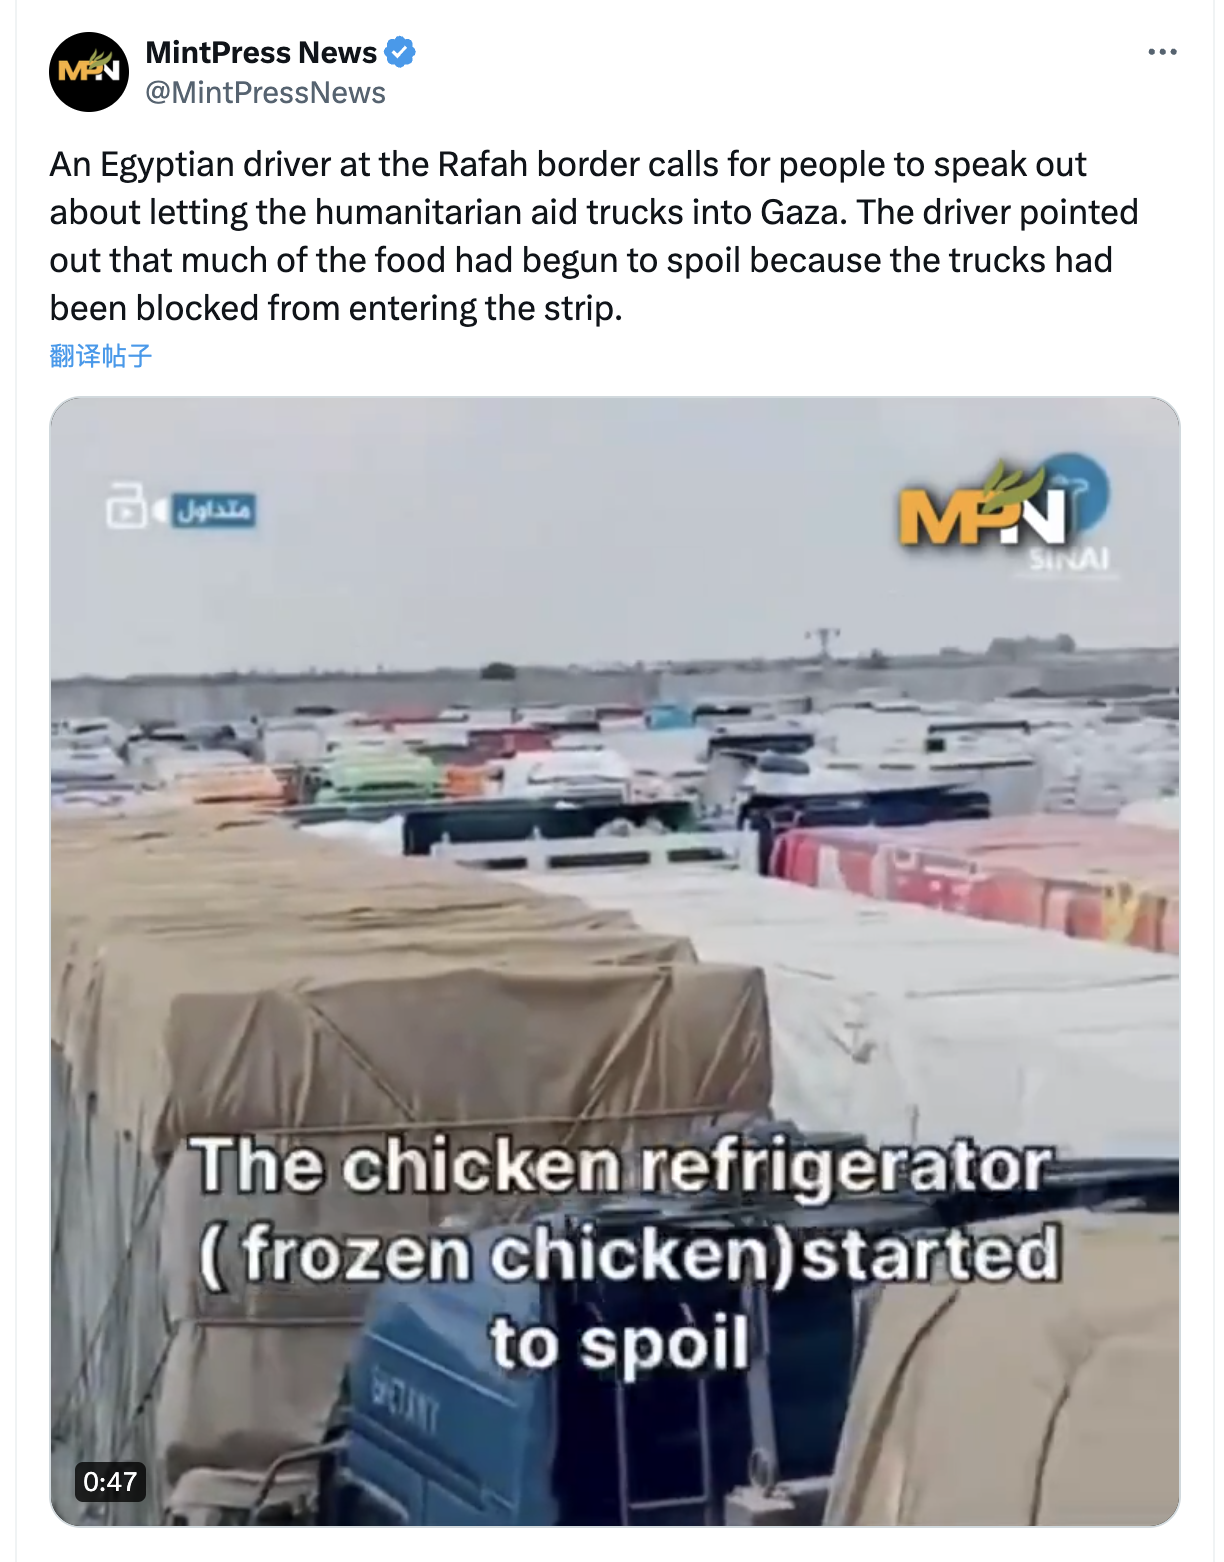 MPN
MintPress News
@MintPressNews
An Egyptian driver at the Rafah border calls for people to speak out
about letting the humanitarian aid trucks into Gaza. The driver pointed
out that much of the food had begun to spoil because the trucks had
been blocked from entering the strip.
翻译帖子
متداول
MPN
SINAI
The chicken refrigerator
( frozen chicken)started
to spoil
0:47